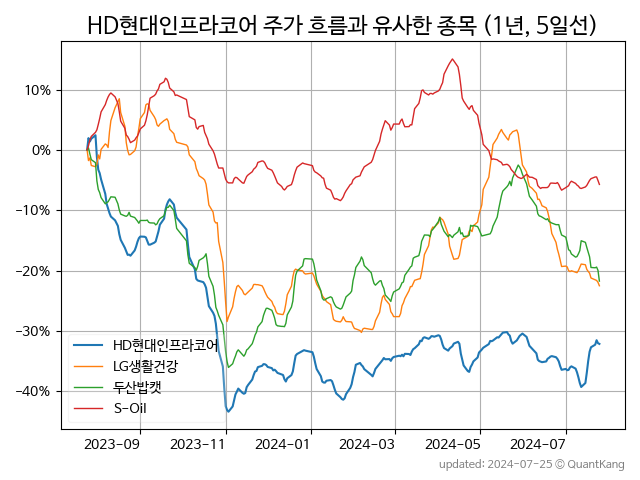 HD현대인프라코어 주가 흐름과 유사한 종목 (1년, 5일선)
10%
0%
−10%
−20%
−30%
−40%
HD현대인프라코어
LG생활건강
두산밥캣
S-Oil
2023-09 2023-11 2024-01 2024-03 2024-05 2024-07
updated: 2024-07-25 © QuantKang